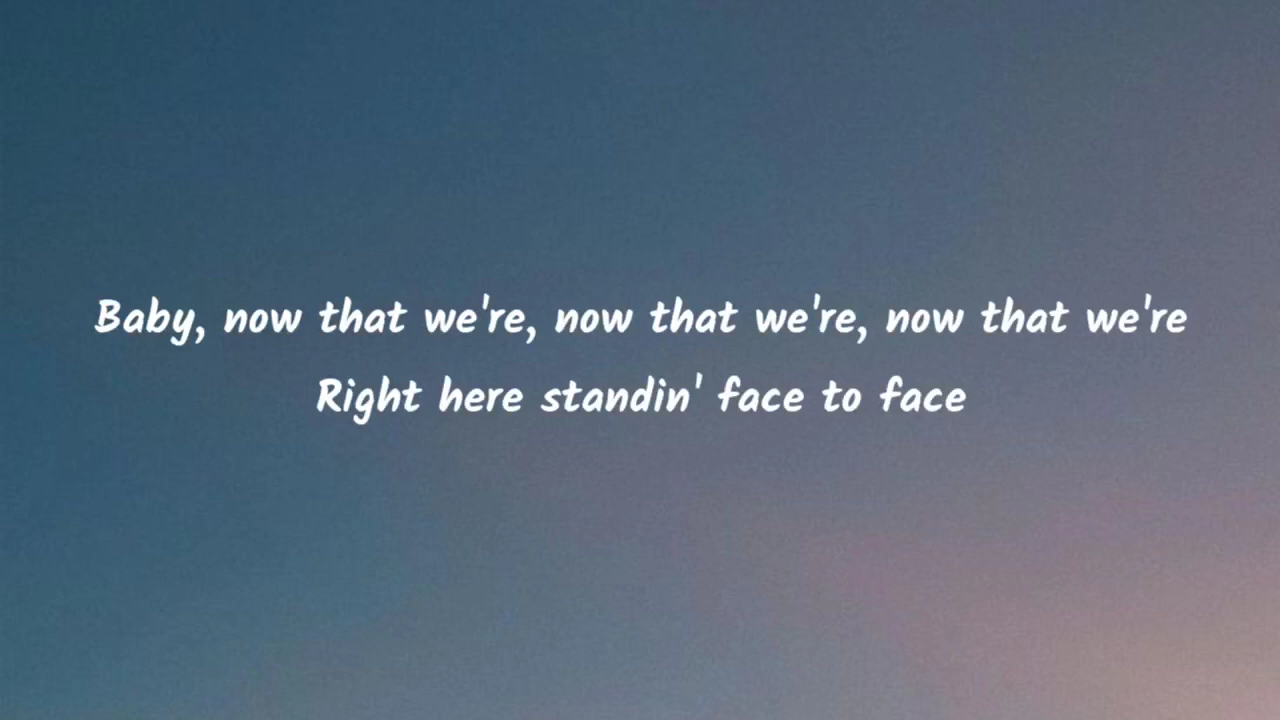 Baby, now that we're, now that we're, now that we're
Right here standin' face to face